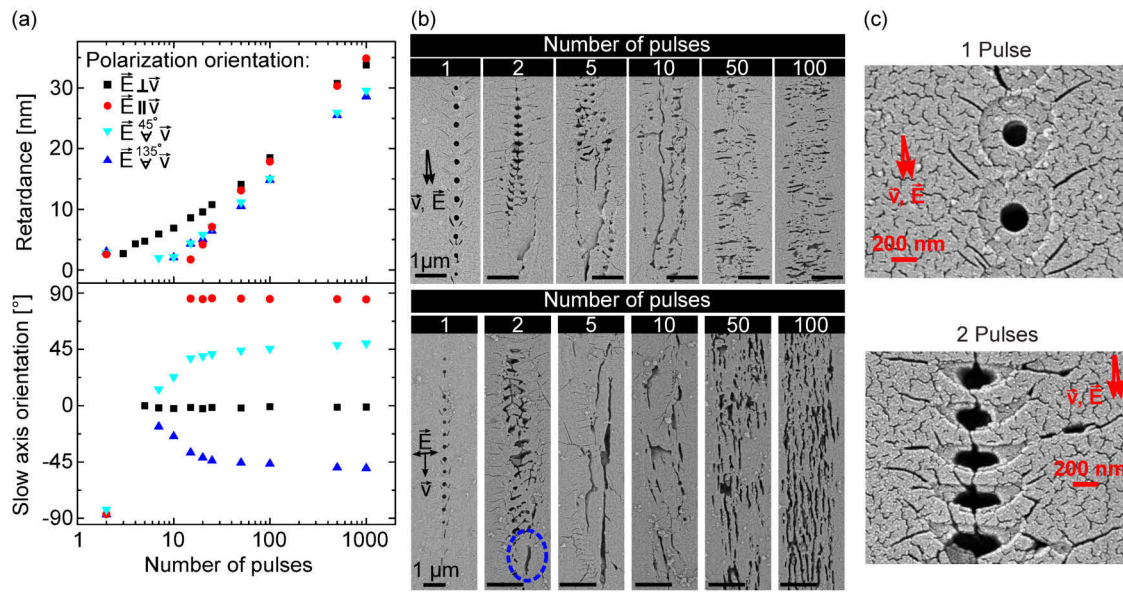 (a)
(b)
(c)
Polarization orientation:
E⃗ ⊥ v⃗
E⃗ || v⃗
E⃗ 45° ∀ v⃗
E⃗ 135° ∀ v⃗
Retardance [nm]
30
20
10
0
Slow axis orientation [°]
90
45
0
-45
-90
1 10 100 1000
Number of pulses
Number of pulses
1 2 5 10 50 100
v⃗, E⃗
1μm
Number of pulses
1 2 5 10 50 100
E⃗
v⃗
1 μm
1 Pulse
v⃗, E⃗
200 nm
2 Pulses
v⃗, E⃗
200 nm